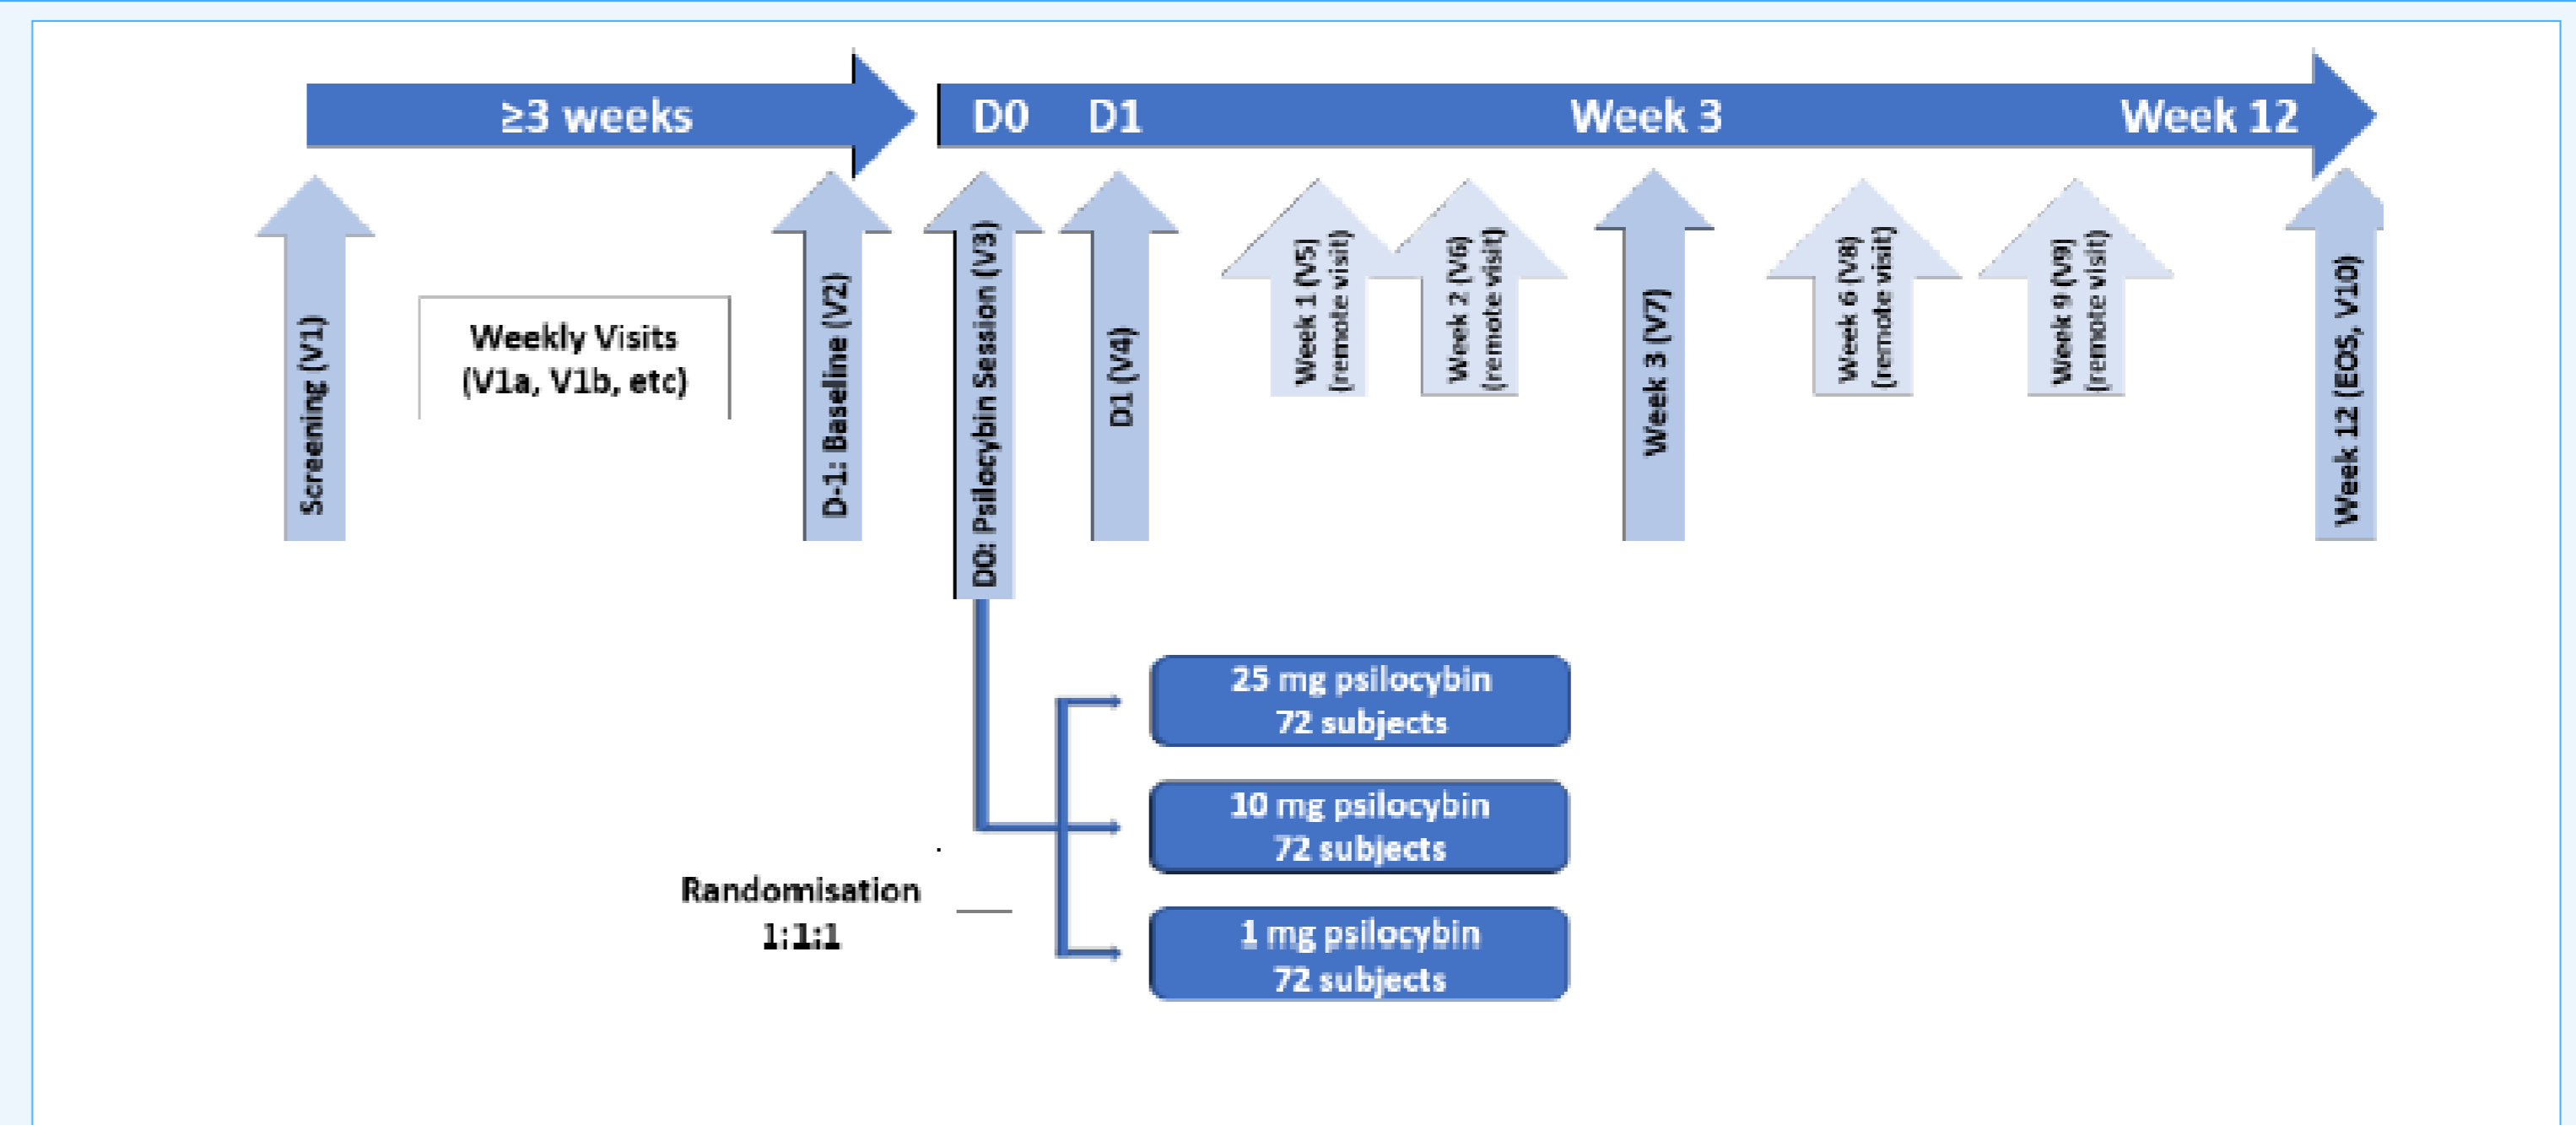 ≥3 weeks
D0 D1 Week 3 Week 12
Screening (V1)
Weekly Visits
(V1a, V1b, etc)
D-1: Baseline (V2)
D0: Psilocybin Session (V3)
D1 (V4)
Week 1 (V5)
(remote visit)
Week 2 (V6)
(remote visit)
Week 3 (V7)
Week 6 (V8)
(remote visit)
Week 9 (V9)
(remote visit)
Week 12 (EOS, V10)
25 mg psilocybin
72 subjects
10 mg psilocybin
72 subjects
Randomisation
1:1:1
1 mg psilocybin
72 subjects